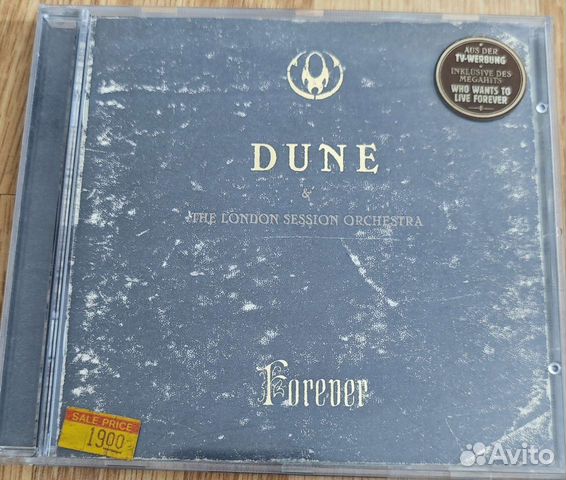 AUS DER
TV-WERBUNG
INKLUSIVE DES
MEGAHITS
WHO WANTS TO
LIVE FOREVER
DUNE
&
THE LONDON SESSION ORCHESTRA
Forever
SALE PRICE
1900
Avito